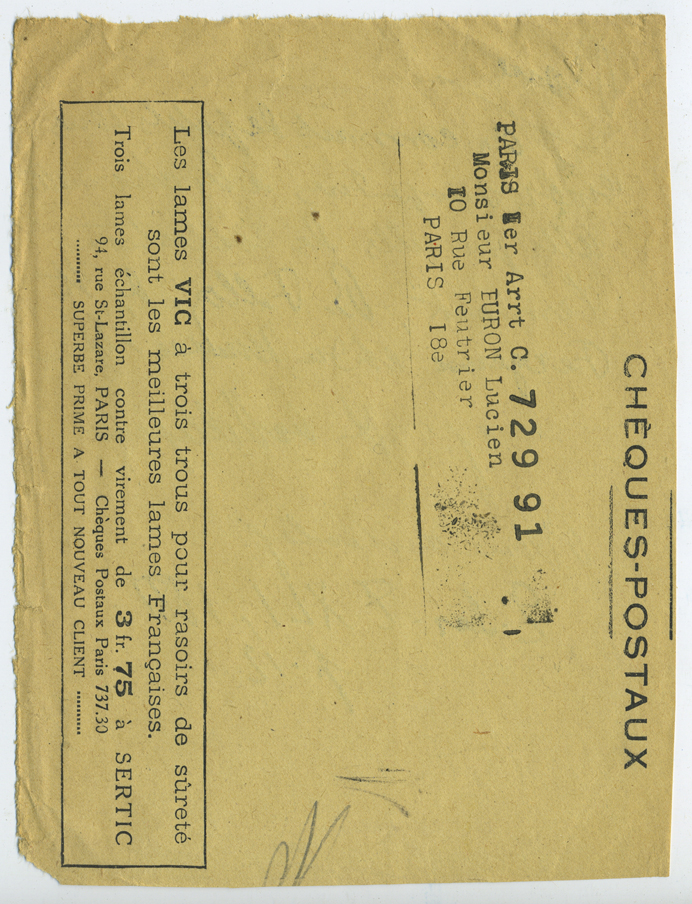 CHÈQUES-POSTAUX
PARIS 1er Arrt C. 729 91
Monsieur EURON Lucien
10 Rue Feutrier
PARIS 18e
Les lames VIC à trois trous pour rasoirs de sûreté
sont les meilleures lames Françaises.
Trois lames échantillon contre virement de 3 fr. 75 à SERTIC
94, rue St-Lazare, PARIS — Chèques Postaux Paris 737.30
.......... SUPERBE PRIME A TOUT NOUVEAU CLIENT ..........